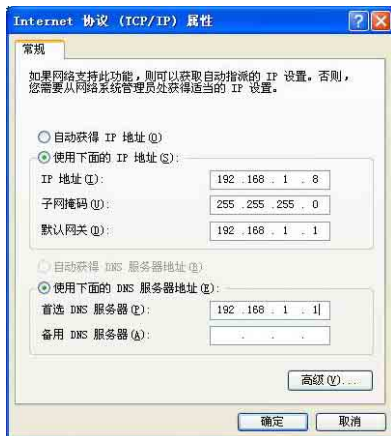 Internet 协议 (TCP/IP) 属性
常规
如果网络支持此功能，则可以获取自动指派的 IP 设置。否则，
您需要从网络系统管理员处获得适当的 IP 设置。
自动获得 IP 地址(O)
使用下面的 IP 地址(S):
IP 地址(I): 192 .168 . 1 . 8
子网掩码(U): 255 .255 .255 . 0
默认网关(D): 192 .168 . 1 . 1
自动获得 DNS 服务器地址(B)
使用下面的 DNS 服务器地址(E):
首选 DNS 服务器(P): 192 .168 . 1 . 1
备用 DNS 服务器(A): . . .
高级(V)...
确定 取消